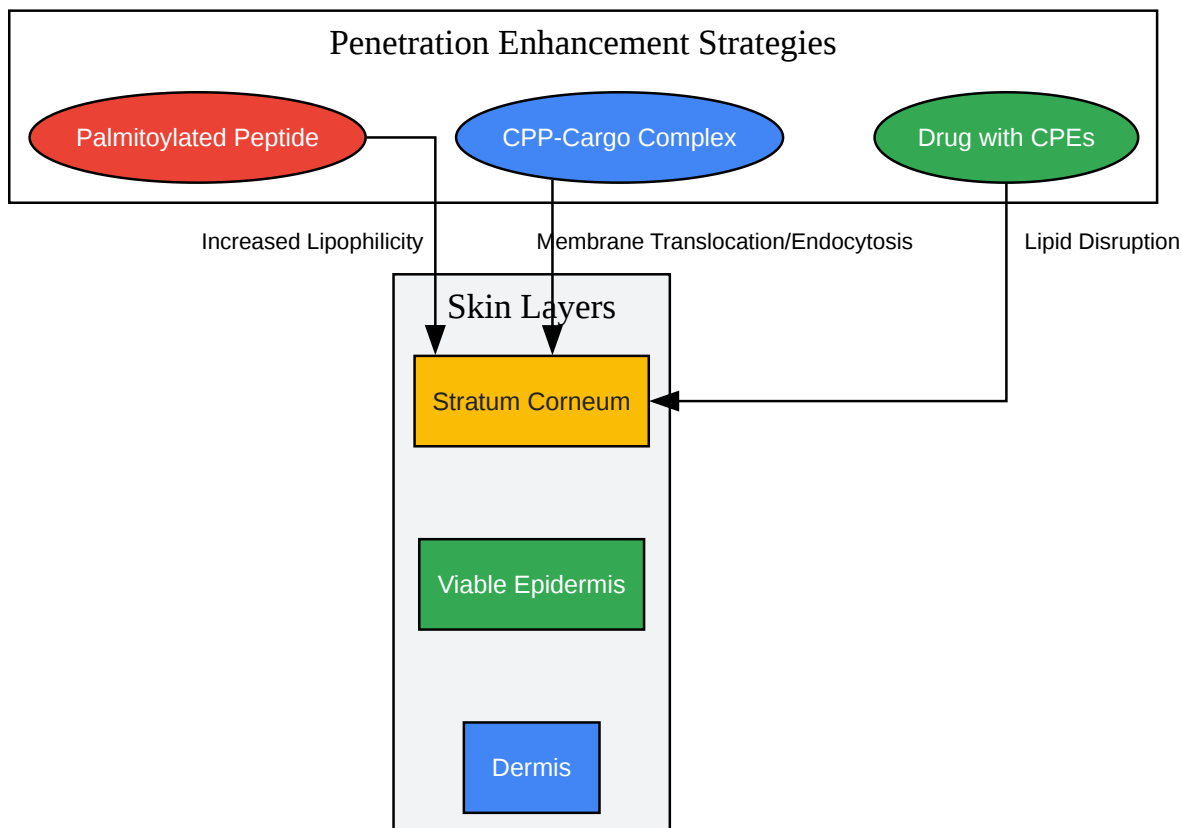 Penetration Enhancement Strategies
Palmitoylated Peptide
CPP-Cargo Complex
Drug with CPEs
Increased Lipophilicity
Membrane Translocation/Endocytosis
Lipid Disruption
Skin Layers
Stratum Corneum
Viable Epidermis
Dermis